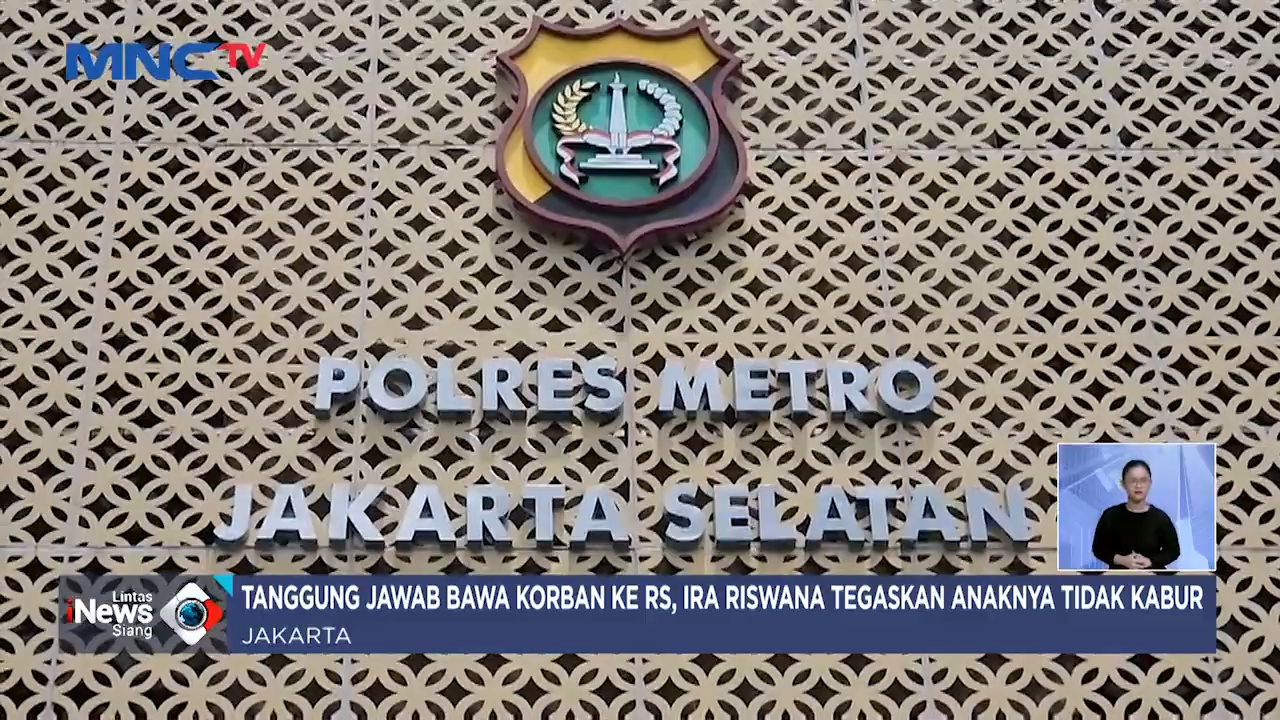 MNCTV
POLRES METRO
JAKARTA SELATAN
Lintas
iNews
Siang
TANGGUNG JAWAB BAWA KORBAN KE RS, IRA RISWANA TEGASKAN ANAKNYA TIDAK KABUR
JAKARTA